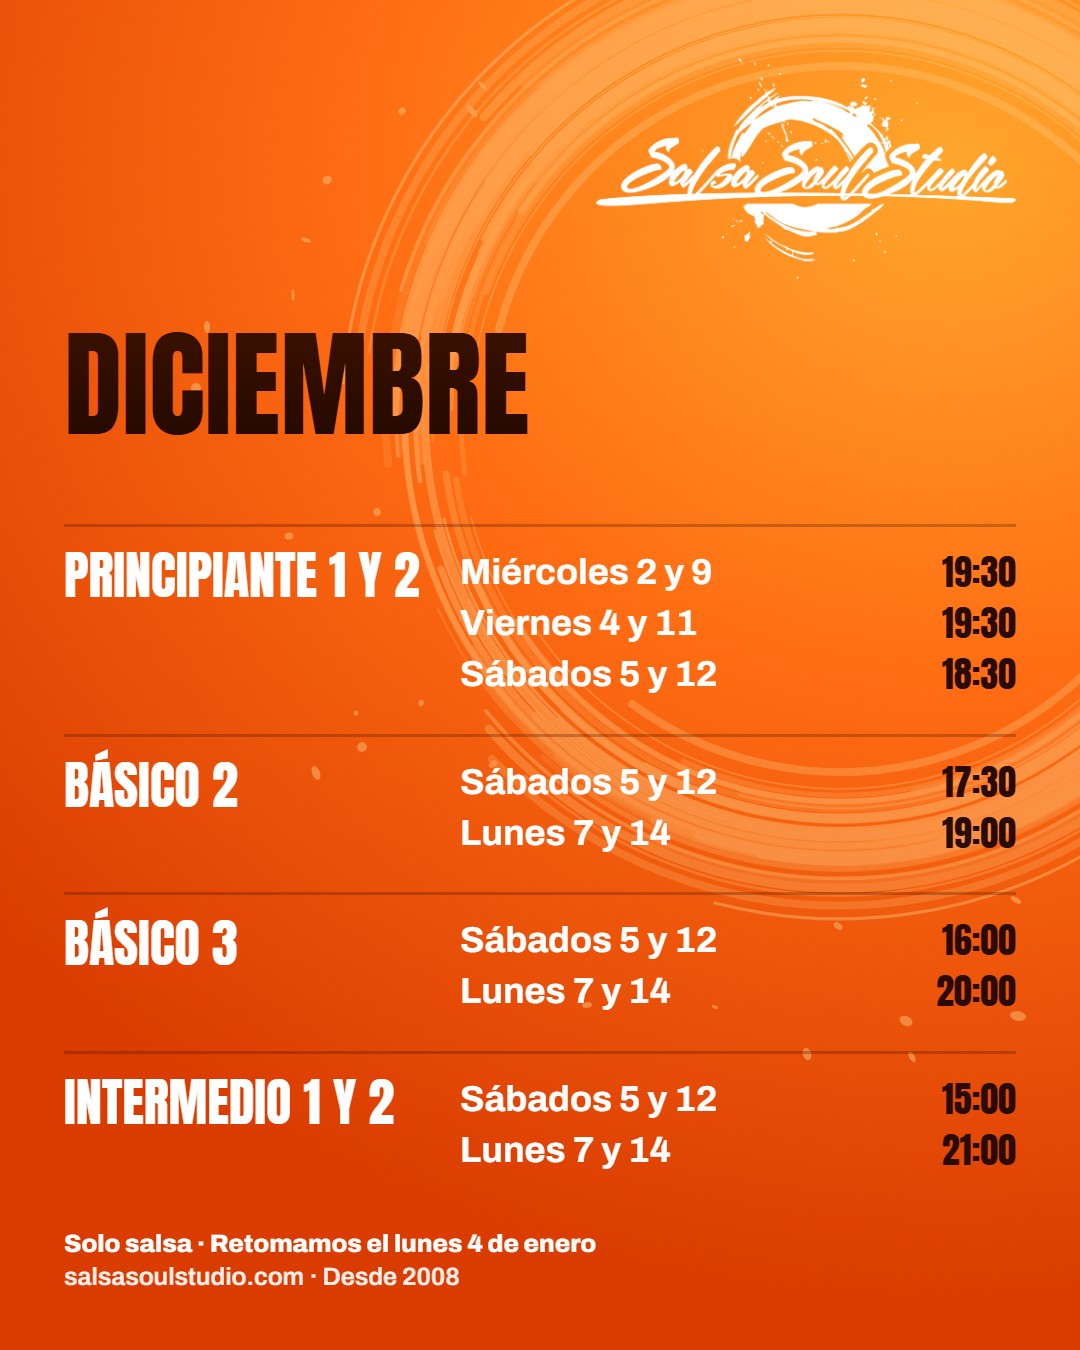 Salsa Soul Studio
DICIEMBRE
PRINCIPIANTE 1 Y 2 Miércoles 2 y 9 19:30
Viernes 4 y 11 19:30
Sábados 5 y 12 18:30
BÁSICO 2 Sábados 5 y 12 17:30
Lunes 7 y 14 19:00
BÁSICO 3 Sábados 5 y 12 16:00
Lunes 7 y 14 20:00
INTERMEDIO 1 Y 2 Sábados 5 y 12 15:00
Lunes 7 y 14 21:00
Solo salsa · Retomamos el lunes 4 de enero
salsasoulstudio.com · Desde 2008